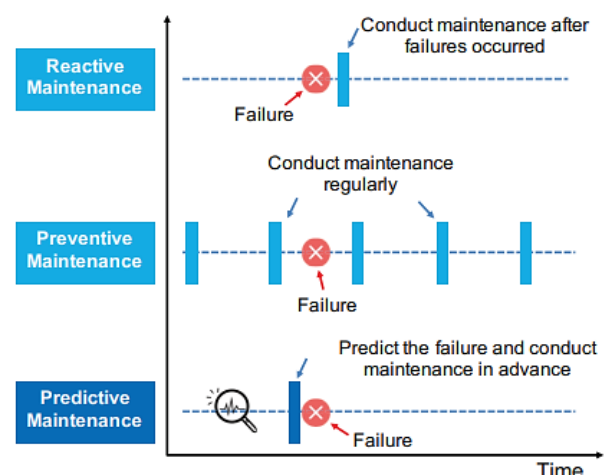 Conduct maintenance after
failures occurred
Reactive
Maintenance
Failure
Conduct maintenance
regularly
Preventive
Maintenance
Failure
Predict the failure and conduct
maintenance in advance
Predictive
Maintenance
Failure
Time